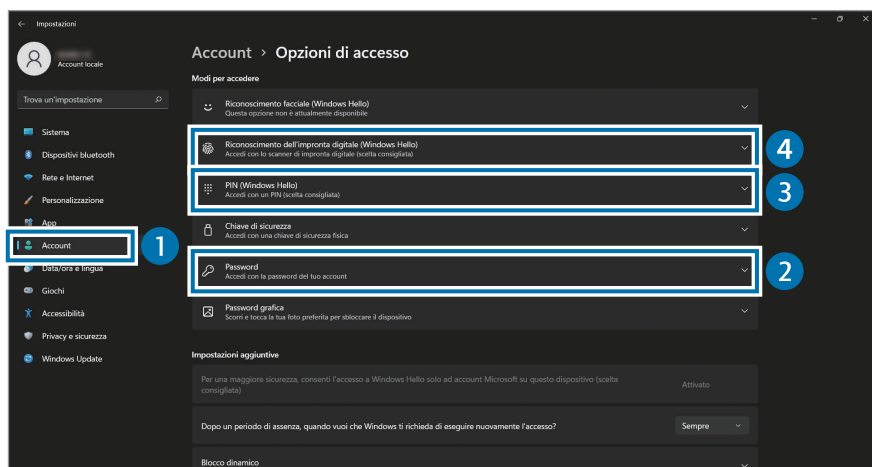 Impostazioni
Account locale
Trova un'impostazione
Sistema
Dispositivi bluetooth
Rete e Internet
Personalizzazione
App
Account
1
Data/ora e lingua
Giochi
Accessibilità
Privacy e sicurezza
Windows Update
Account > Opzioni di accesso
Modi per accedere
Riconoscimento facciale (Windows Hello)
Questa opzione non è attualmente disponibile
Riconoscimento dell'impronta digitale (Windows Hello)
Accedi con lo scanner di impronta digitale (scelta consigliata)
4
PIN (Windows Hello)
Accedi con un PIN (scelta consigliata)
3
Chiave di sicurezza
Accedi con una chiave di sicurezza fisica
Password
Accedi con la password del tuo account
2
Password grafica
Scorri e tocca la tua foto preferita per sbloccare il dispositivo
Impostazioni aggiuntive
Per una maggiore sicurezza, consenti l'accesso a Windows Hello solo ad account Microsoft su questo dispositivo (scelta
consigliata)
Attivato
Dopo un periodo di assenza, quando vuoi che Windows ti richieda di eseguire nuovamente l'accesso?
Sempre
Blocco dinamico